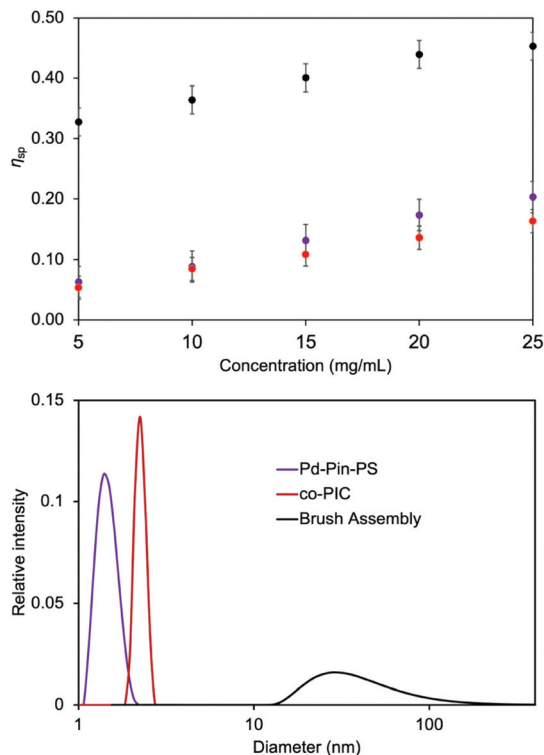 0.50
0.40
0.30
ηsp
0.20
0.10
0.00
5 10 15 20 25
Concentration (mg/mL)
0.15
0.1
Relative intensity
0.05
0
Pd-Pin-PS
co-PIC
Brush Assembly
1 10 100
Diameter (nm)